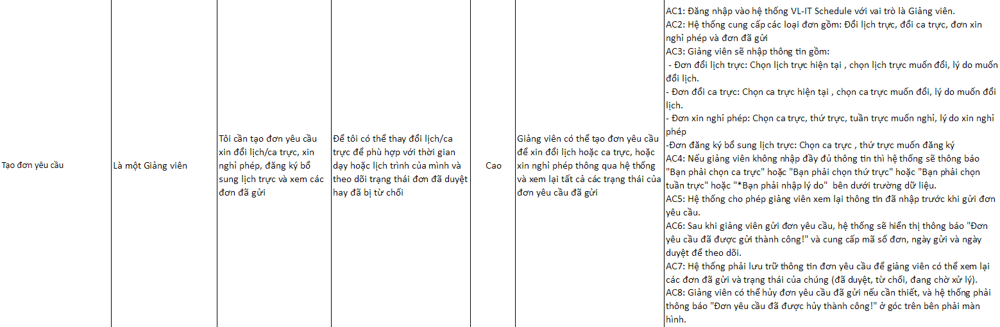 Tạo đơn yêu cầu
Là một Giảng viên
Tôi cần tạo đơn yêu cầu
xin đổi lịch/ca trực, xin
nghỉ phép, đăng ký bổ
sung lịch trực và xem các
đơn đã gửi
Để tôi có thể thay đổi lịch/ca
trực để phù hợp với thời gian
dạy hoặc lịch trình của mình và
theo dõi trạng thái đơn đã duyệt
hay đã bị từ chối
Cao
Giảng viên có thể tạo đơn yêu cầu
để xin đổi lịch hoặc ca trực, hoặc
xin nghỉ phép thông qua hệ thống
và xem lại tất cả các trạng thái của
đơn yêu cầu đã gửi
AC1: Đăng nhập vào hệ thống VL-IT Schedule với vai trò là Giảng viên.
AC2: Hệ thống cung cấp các loại đơn gồm: Đổi lịch trực, đổi ca trực, đơn xin
nghỉ phép và đơn đã gửi
AC3: Giảng viên sẽ nhập thông tin gồm:
- Đơn đổi lịch trực: Chọn lịch trực hiện tại , chọn lịch trực muốn đổi, lý do muốn
đổi lịch.
- Đơn đổi ca trực: Chọn ca trực hiện tại , chọn ca trực muốn đổi, lý do muốn đổi
lịch.
- Đơn xin nghỉ phép: Chọn ca trực, thứ trực, tuần trực muốn nghỉ, lý do xin nghỉ
phép
-Đơn đăng ký bổ sung lịch trực: Chọn ca trực , thứ trực muốn đăng ký
AC4: Nếu giảng viên không nhập đầy đủ thông tin thì hệ thống sẽ thông báo
"Bạn phải chọn ca trực" hoặc "Bạn phải chọn thứ trực" hoặc "Bạn phải chọn
tuần trực" hoặc "*Bạn phải nhập lý do"  bên dưới trường dữ liệu.
AC5: Hệ thống cho phép giảng viên xem lại thông tin đã nhập trước khi gửi đơn
yêu cầu.
AC6: Sau khi giảng viên gửi đơn yêu cầu, hệ thống sẽ hiển thị thông báo "Đơn
yêu cầu đã được gửi thành công!" và cung cấp mã số đơn, ngày gửi và ngày
duyệt để theo dõi.
AC7: Hệ thống phải lưu trữ thông tin đơn yêu cầu để giảng viên có thể xem lại
các đơn đã gửi và trạng thái của chúng (đã duyệt, từ chối, đang chờ xử lý).
AC8: Giảng viên có thể hủy đơn yêu cầu đã gửi nếu cần thiết, và hệ thống phải
thông báo "Đơn yêu cầu đã được hủy thành công!" ở góc trên bên phải màn
hình.